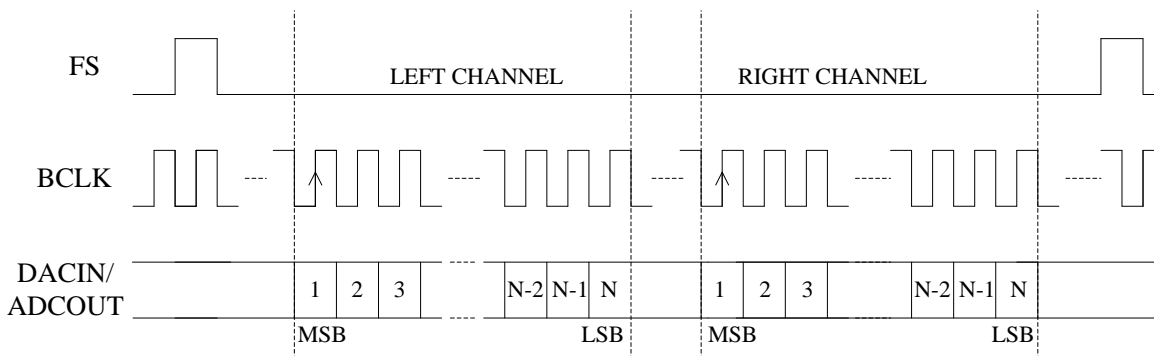 FS
LEFT CHANNEL RIGHT CHANNEL
BCLK
DACIN/
ADCOUT
1 2 3 N-2 N-1 N 1 2 3 N-2 N-1 N
MSB LSB MSB LSB